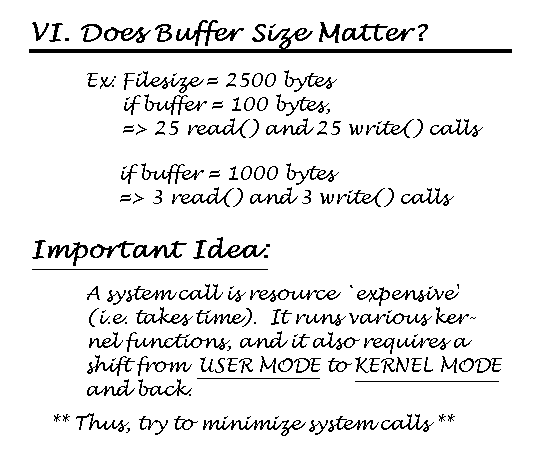 VI. Does Buffer Size Matter?
Ex: Filesize = 2500 bytes
if buffer = 100 bytes,
=> 25 read() and 25 write() calls
if buffer = 1000 bytes
=> 3 read() and 3 write() calls
Important Idea:
A system call is resource `expensive'
(i.e. takes time). It runs various ker-
nel functions, and it also requires a
shift from USER MODE to KERNEL MODE
and back.
** Thus, try to minimize system calls **